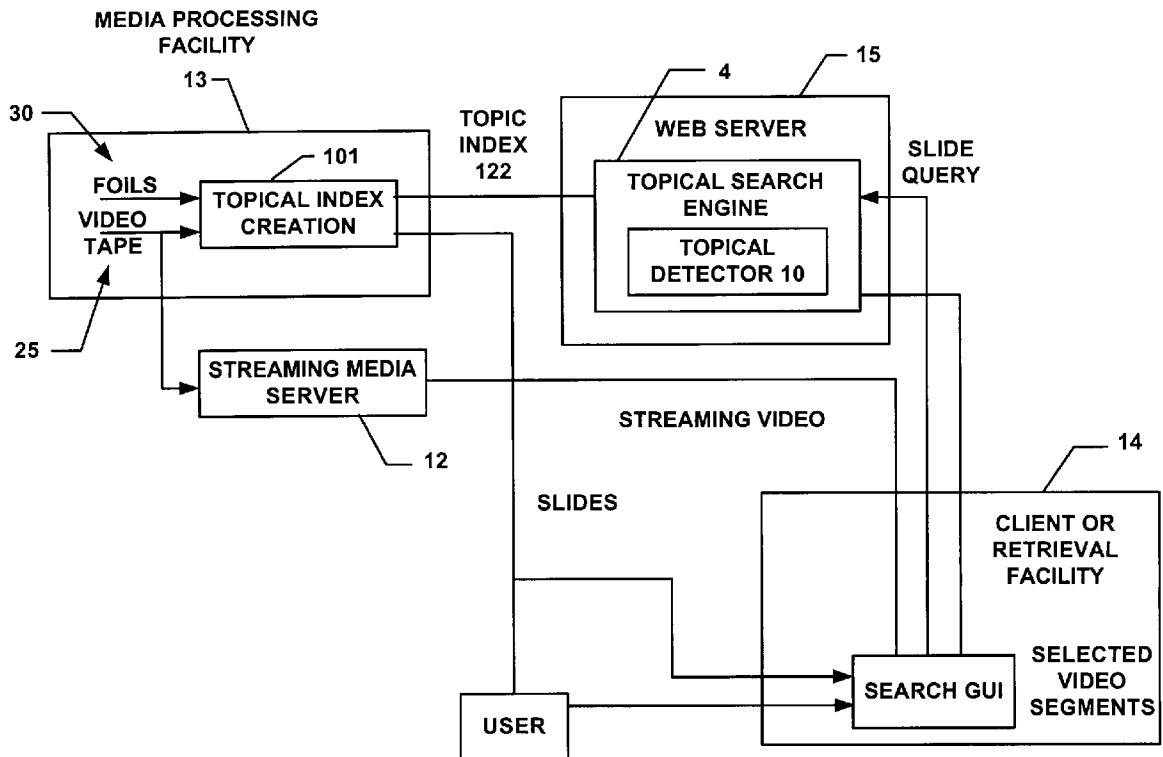 MEDIA PROCESSING
FACILITY
13
30
FOILS
VIDEO
TAPE
25
101
TOPICAL INDEX
CREATION
TOPIC
INDEX
122
4
15
WEB SERVER
TOPICAL SEARCH
ENGINE
TOPICAL
DETECTOR 10
SLIDE
QUERY
STREAMING MEDIA
SERVER
12
STREAMING VIDEO
SLIDES
14
CLIENT OR
RETRIEVAL
FACILITY
SEARCH GUI
SELECTED
VIDEO
SEGMENTS
USER